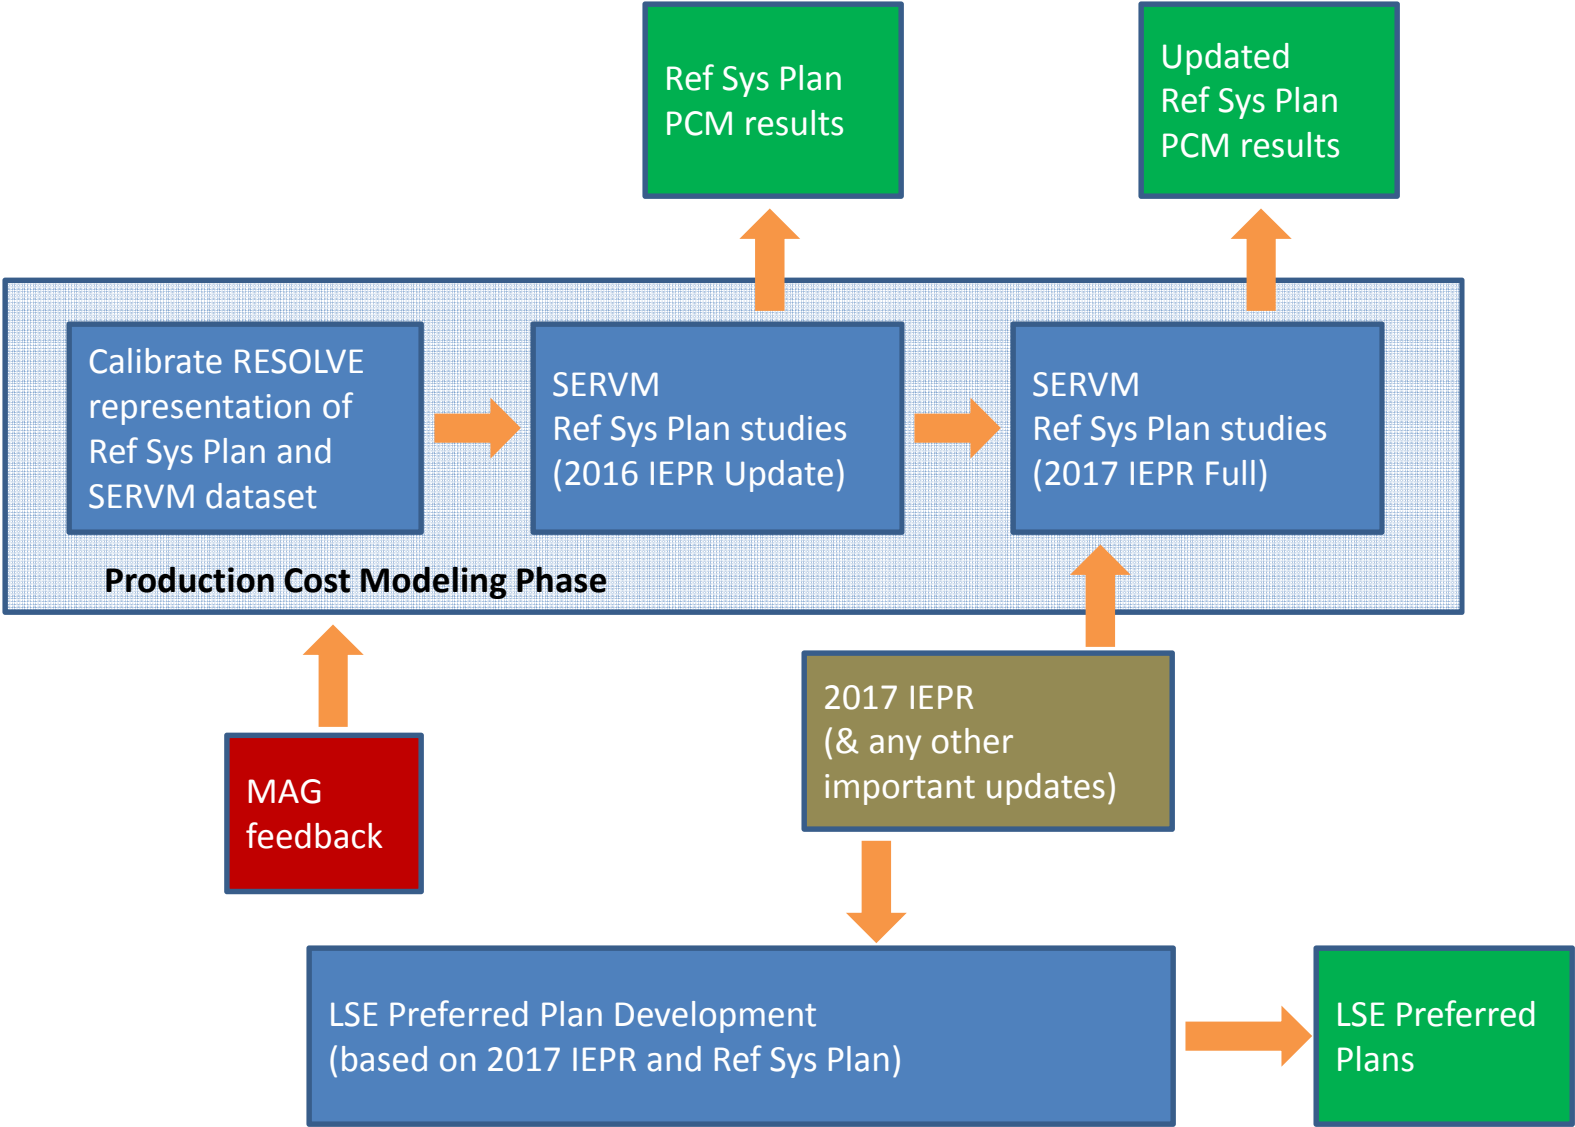 Ref Sys Plan
PCM results
Updated
Ref Sys Plan
PCM results
Calibrate RESOLVE
representation of
Ref Sys Plan and
SERVM dataset
SERVM
Ref Sys Plan studies
(2016 IEPR Update)
SERVM
Ref Sys Plan studies
(2017 IEPR Full)
Production Cost Modeling Phase
MAG
feedback
2017 IEPR
(& any other
important updates)
LSE Preferred Plan Development
(based on 2017 IEPR and Ref Sys Plan)
LSE Preferred
Plans